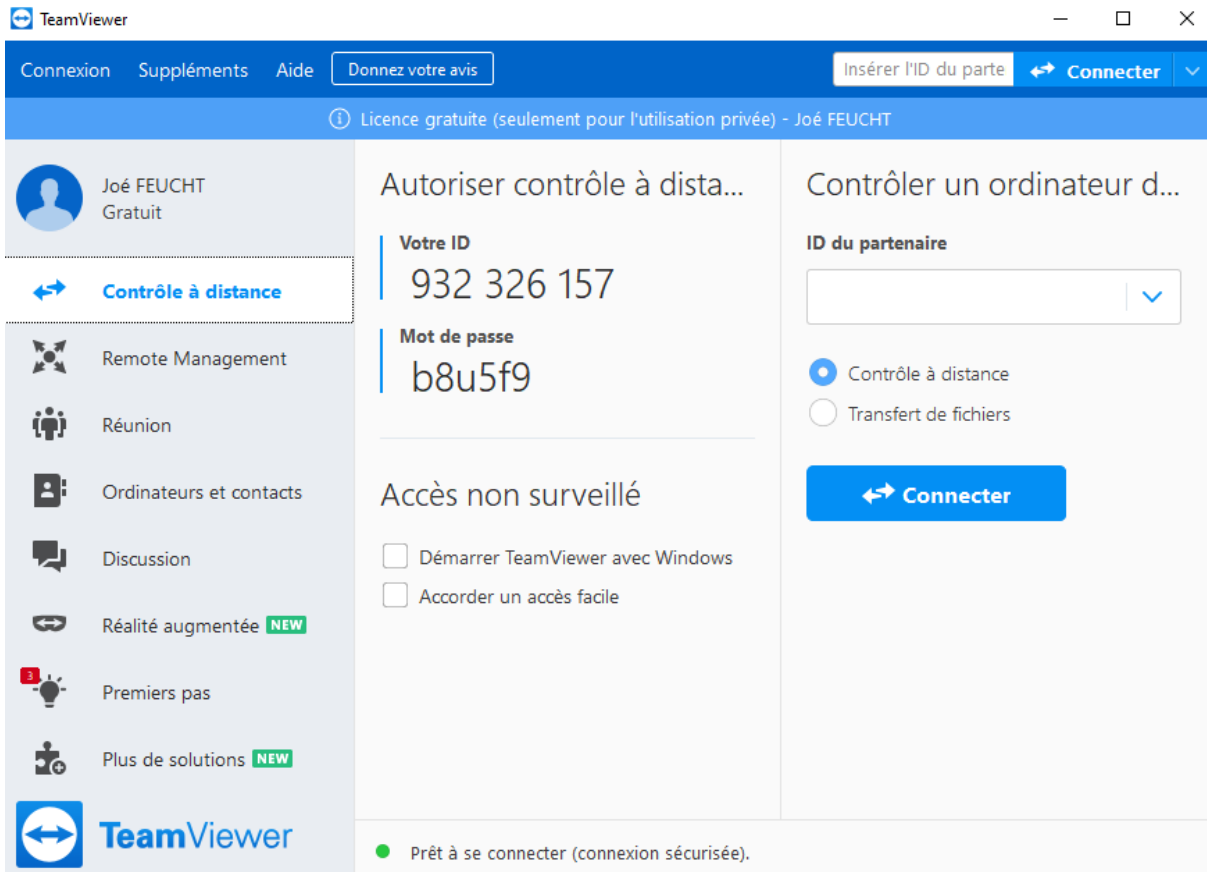 TeamViewer
Connexion Suppléments Aide Donnez votre avis Insérer l'ID du parte Connecter
Licence gratuite (seulement pour l'utilisation privée) - Joé FEUCHT
Joé FEUCHT
Gratuit
Contrôle à distance
Remote Management
Réunion
Ordinateurs et contacts
Discussion
Réalité augmentée NEW
3
Premiers pas
Plus de solutions NEW
TeamViewer
Autoriser contrôle à dista...
Votre ID
932 326 157
Mot de passe
b8u5f9
Accès non surveillé
Démarrer TeamViewer avec Windows
Accorder un accès facile
Contrôler un ordinateur d...
ID du partenaire
Contrôle à distance
Transfert de fichiers
Connecter
Prêt à se connecter (connexion sécurisée).